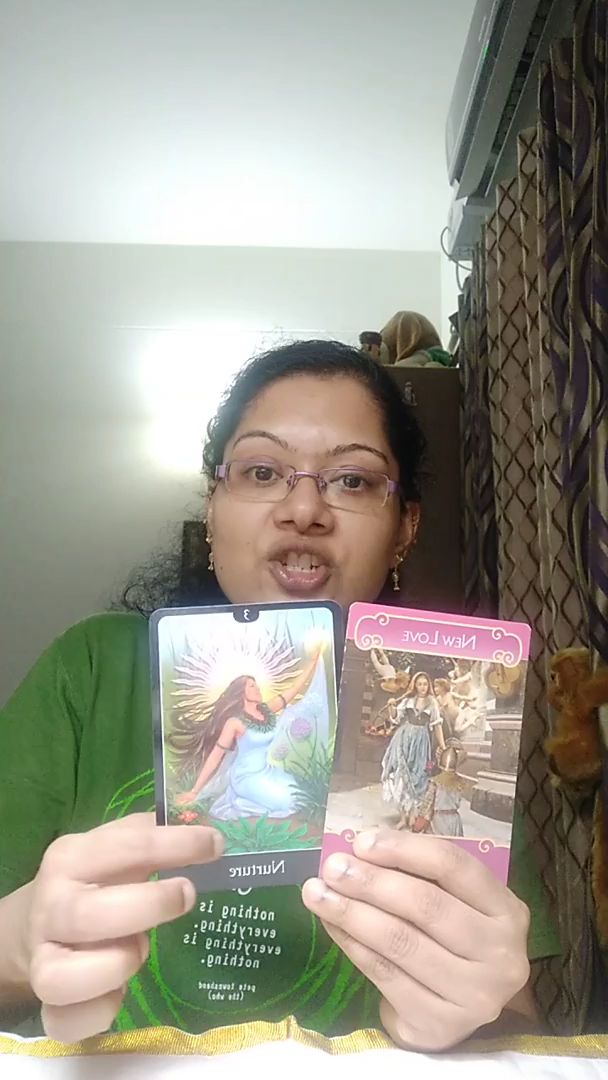 3
New Love
Nurture
nothing is
everything.
everything is
nothing.
pete townshend
(the who)